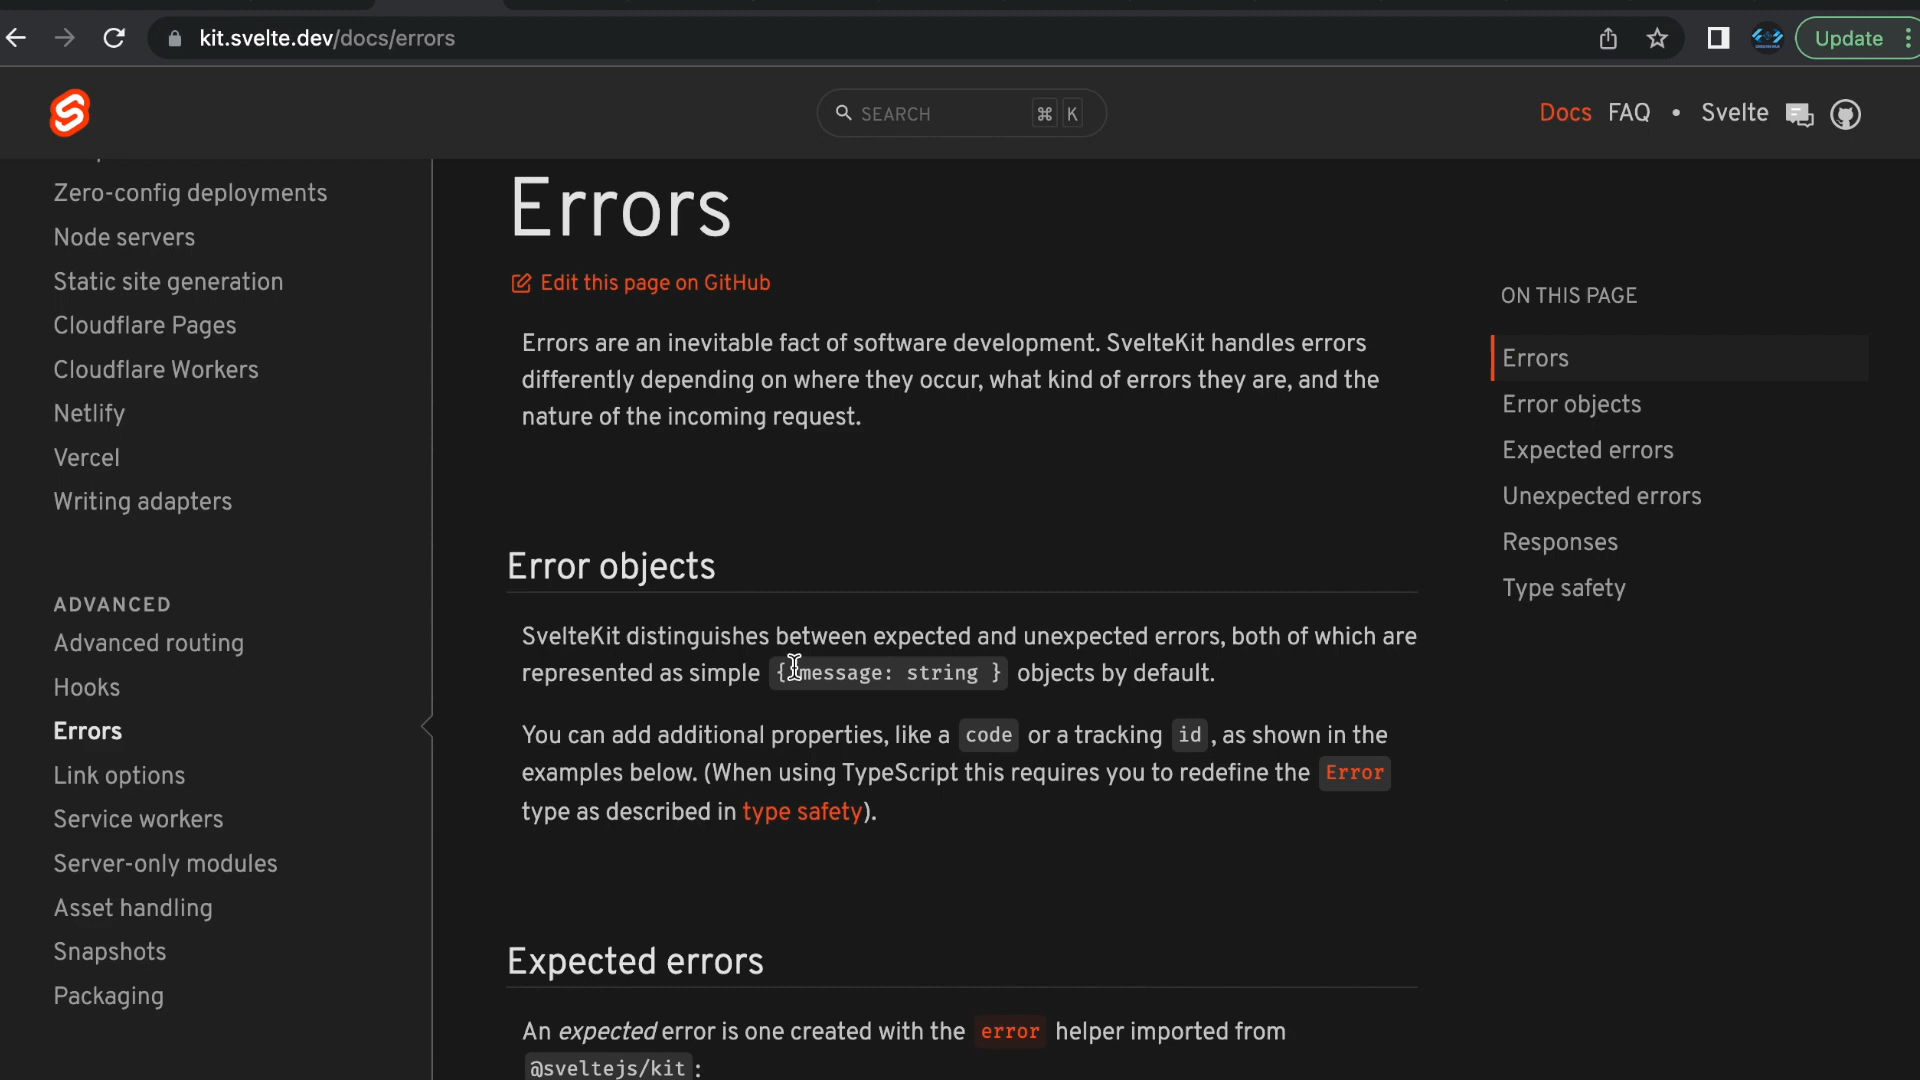 kit.svelte.dev/docs/errors
Update
SEARCH
⌘ K
Docs FAQ • Svelte
Zero-config deployments
Node servers
Static site generation
Cloudflare Pages
Cloudflare Workers
Netlify
Vercel
Writing adapters
ADVANCED
Advanced routing
Hooks
Errors
Link options
Service workers
Server-only modules
Asset handling
Snapshots
Packaging
Errors
Edit this page on GitHub
Errors are an inevitable fact of software development. SvelteKit handles errors
differently depending on where they occur, what kind of errors they are, and the
nature of the incoming request.
Error objects
SvelteKit distinguishes between expected and unexpected errors, both of which are
represented as simple { message: string } objects by default.
You can add additional properties, like a code or a tracking id, as shown in the
examples below. (When using TypeScript this requires you to redefine the Error
type as described in type safety).
Expected errors
An expected error is one created with the error helper imported from
@sveltejs/kit:
ON THIS PAGE
Errors
Error objects
Expected errors
Unexpected errors
Responses
Type safety